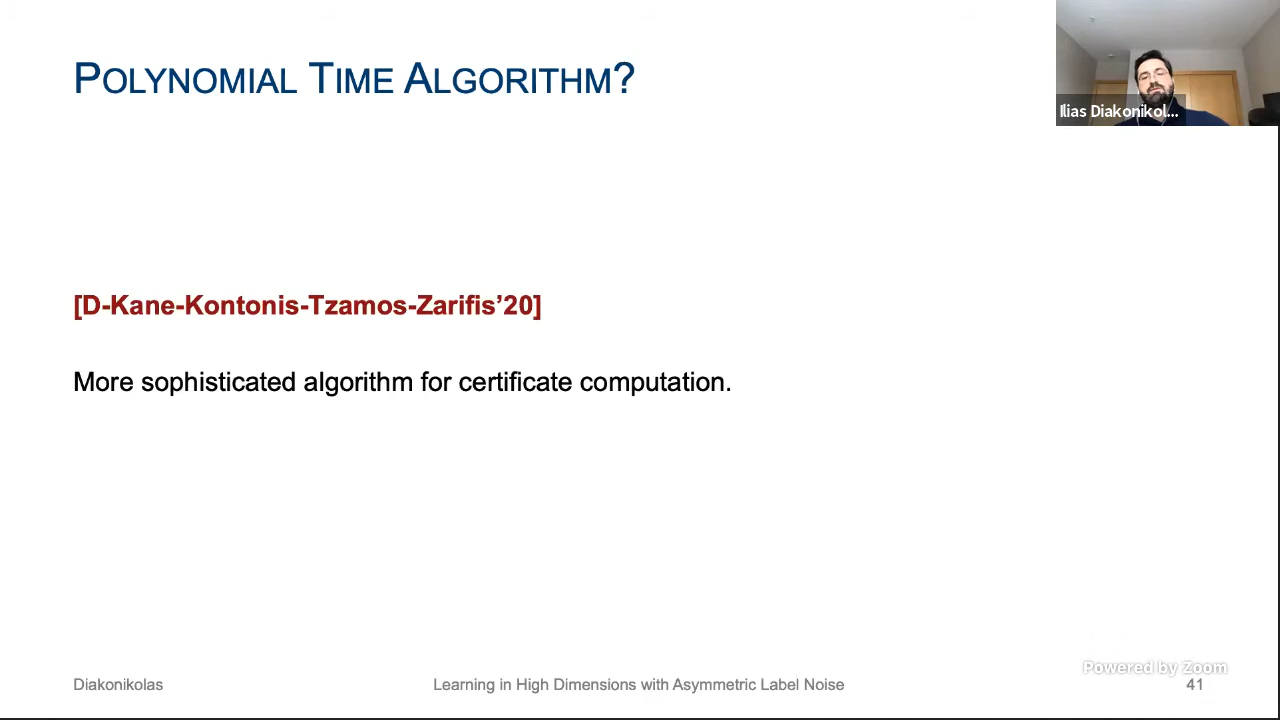 POLYNOMIAL TIME ALGORITHM?
Ilias Diakonikol...
[D-Kane-Kontonis-Tzamos-Zarifis’20]
More sophisticated algorithm for certificate computation.
Powered by Zoom
Diakonikolas
Learning in High Dimensions with Asymmetric Label Noise
41